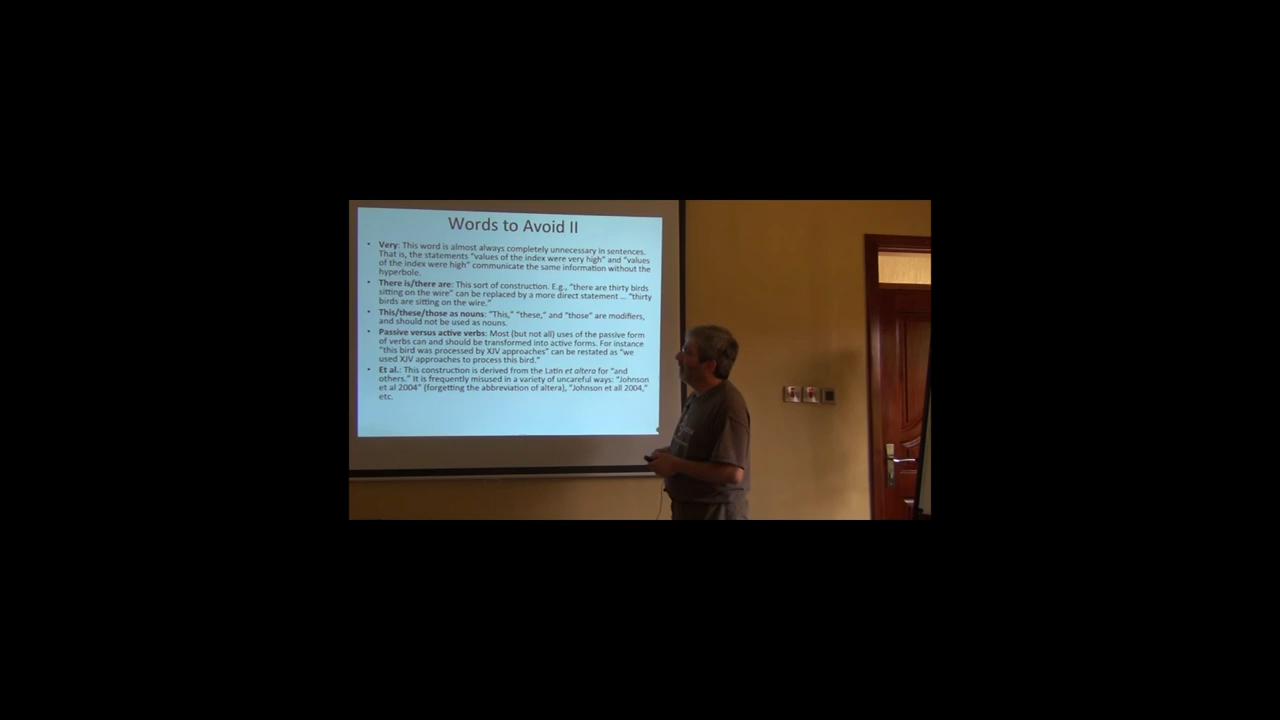 Words to Avoid II
• Very: This word is almost always completely unnecessary in sentences.
That is, the statements "values of the index were very high" and "values
of the index were high" communicate the same information without the
hyperbole.
• There is/there are: This sort of construction. E.g., "there are thirty birds
sitting on the wire" can be replaced by a more direct statement ... "thirty
birds are sitting on the wire."
• This/these/those as nouns: "This," "these," and "those" are modifiers,
and should not be used as nouns.
• Passive versus active verbs: Most (but not all) uses of the passive form
of verbs can and should be transformed into active forms. For instance
"this bird was processed by XJV approaches" can be restated as "we
used XJV approaches to process this bird."
• Et al.: This construction is derived from the Latin et altera for "and
others." It is frequently misused in a variety of uncareful ways: "Johnson
et al 2004" (forgetting the abbreviation of altera), "Johnson et all 2004,"
etc.